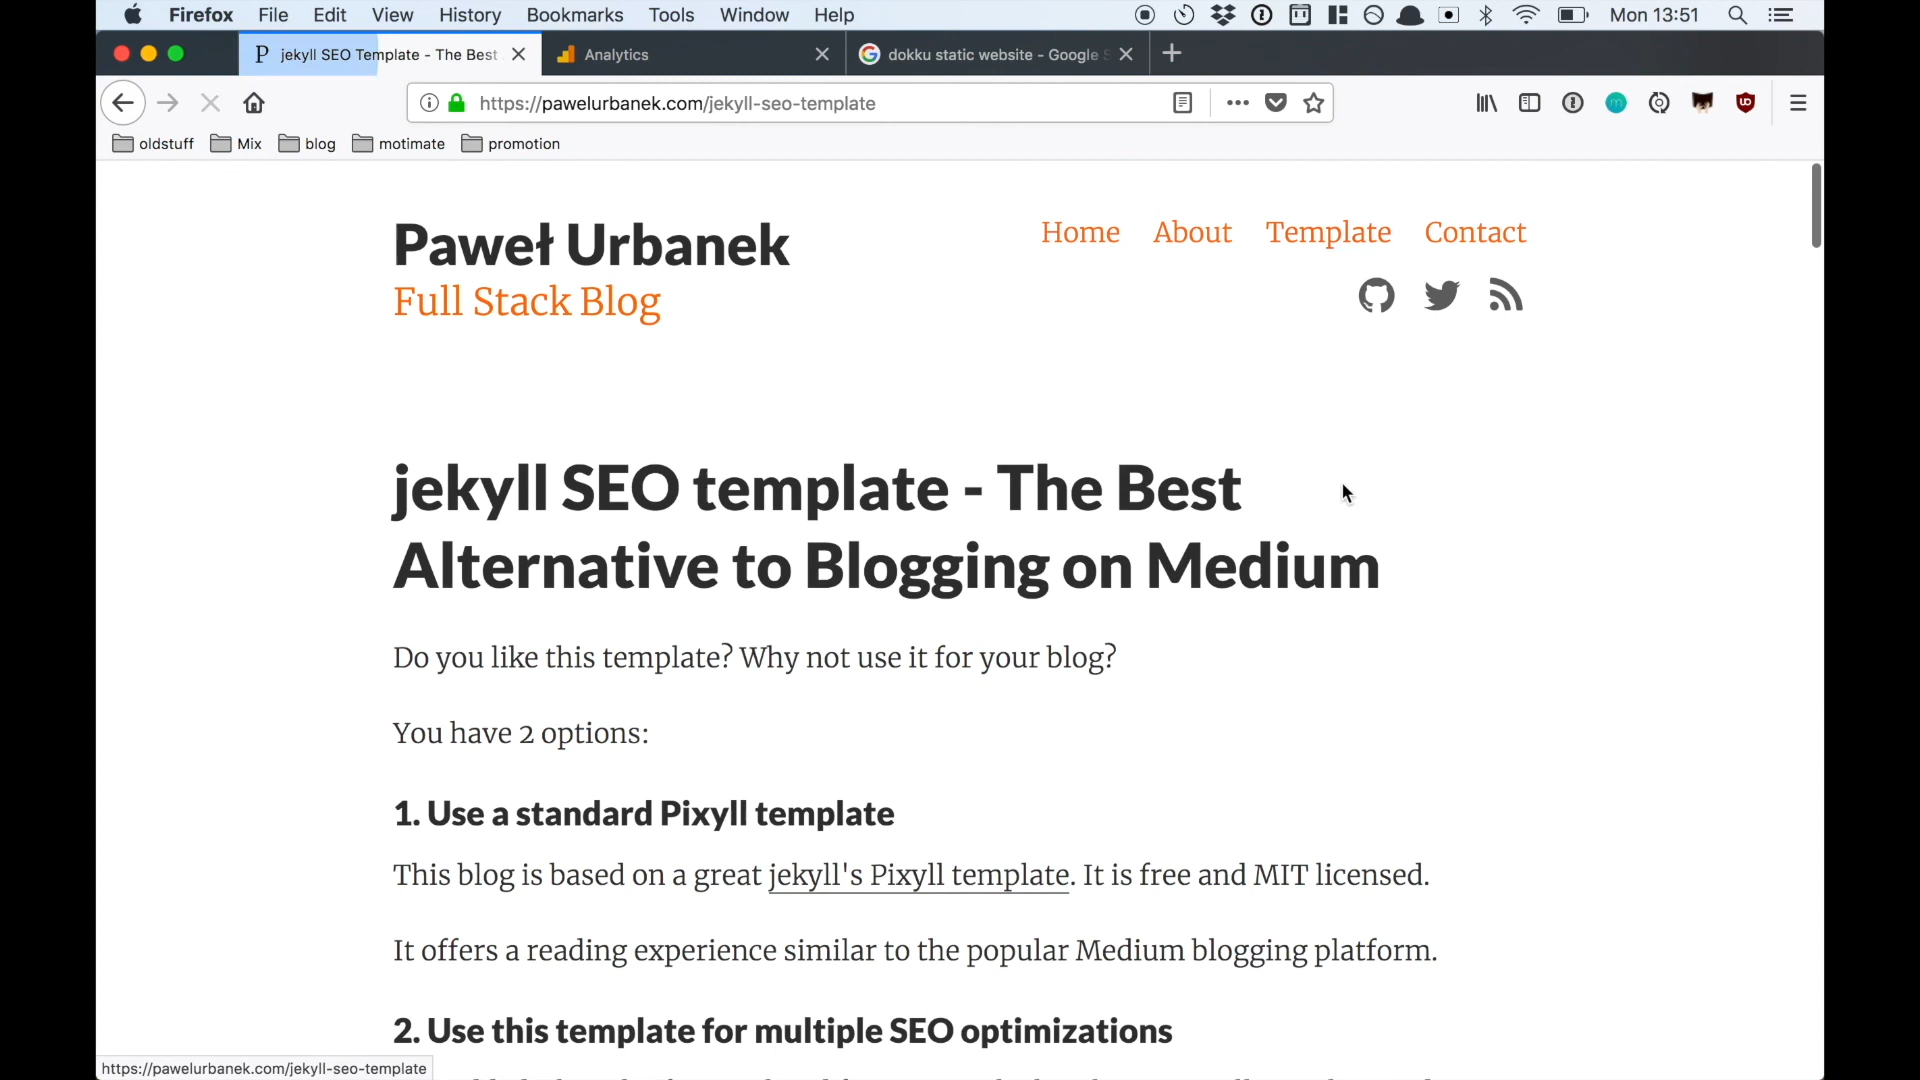 Firefox File Edit View History Bookmarks Tools Window Help Mon 13:51
jekyll SEO Template - The Best
Analytics
dokku static website - Google S
https://pawelurbanek.com/jekyll-seo-template
oldstuff Mix blog motimate promotion
Paweł Urbanek
Full Stack Blog
Home About Template Contact
jekyll SEO template - The Best
Alternative to Blogging on Medium
Do you like this template? Why not use it for your blog?
You have 2 options:
1. Use a standard Pixyll template
This blog is based on a great jekyll's Pixyll template. It is free and MIT licensed.
It offers a reading experience similar to the popular Medium blogging platform.
2. Use this template for multiple SEO optimizations
https://pawelurbanek.com/jekyll-seo-template